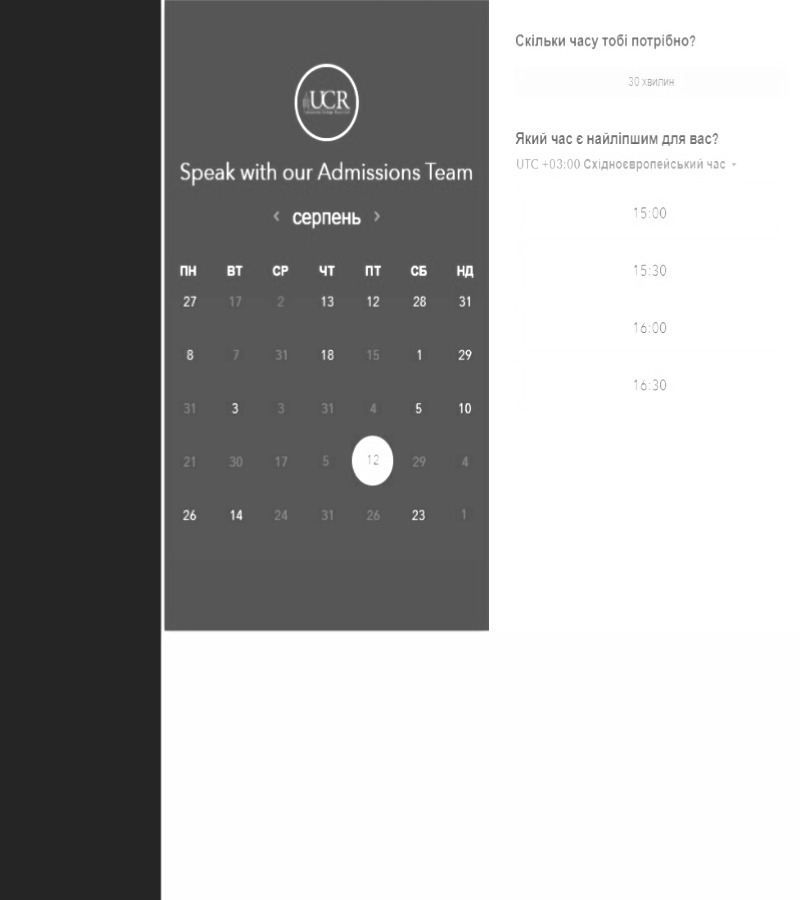 UCR
Speak with our Admissions Team
‹ серпень ›
ПН ВТ СР ЧТ ПТ СБ НД
27 17 2 13 12 28 31
8 7 31 18 15 1 29
31 3 3 31 4 5 10
21 30 17 5 12 29 4
26 14 24 31 26 23 1
Скільки часу тобі потрібно?
30 хвилин
Який час є найліпшим для вас?
UTC +03:00 Східноєвропейський час
15:00
15:30
16:00
16:30